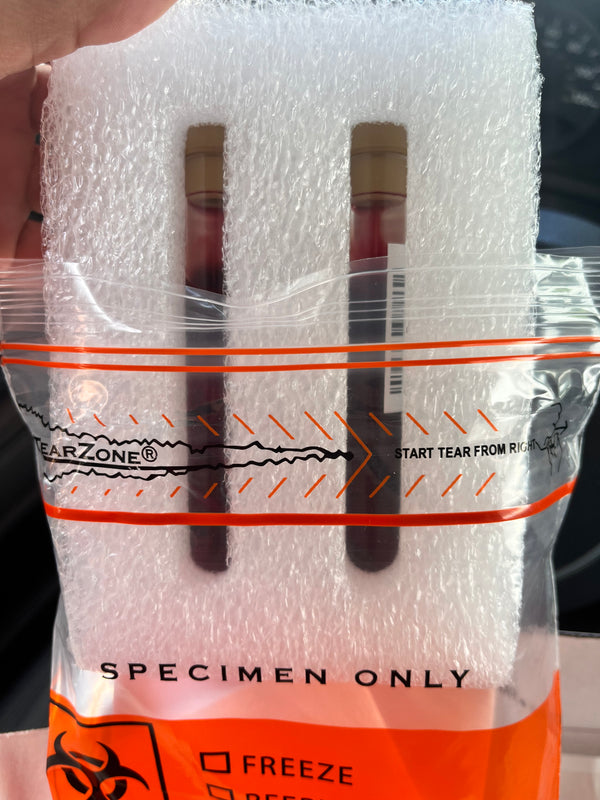 TEARZONE®
START TEAR FROM RIGHT
SPECIMEN ONLY
FREEZE